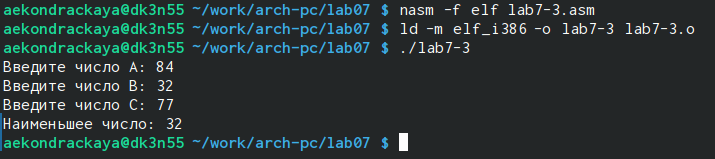 aekondrackaya@dk3n55 ~/work/arch-pc/lab07 $ nasm -f elf lab7-3.asm
aekondrackaya@dk3n55 ~/work/arch-pc/lab07 $ ld -m elf_i386 -o lab7-3 lab7-3.o
aekondrackaya@dk3n55 ~/work/arch-pc/lab07 $ ./lab7-3
Введите число A: 84
Введите число B: 32
Введите число C: 77
Наименьшее число: 32
aekondrackaya@dk3n55 ~/work/arch-pc/lab07 $